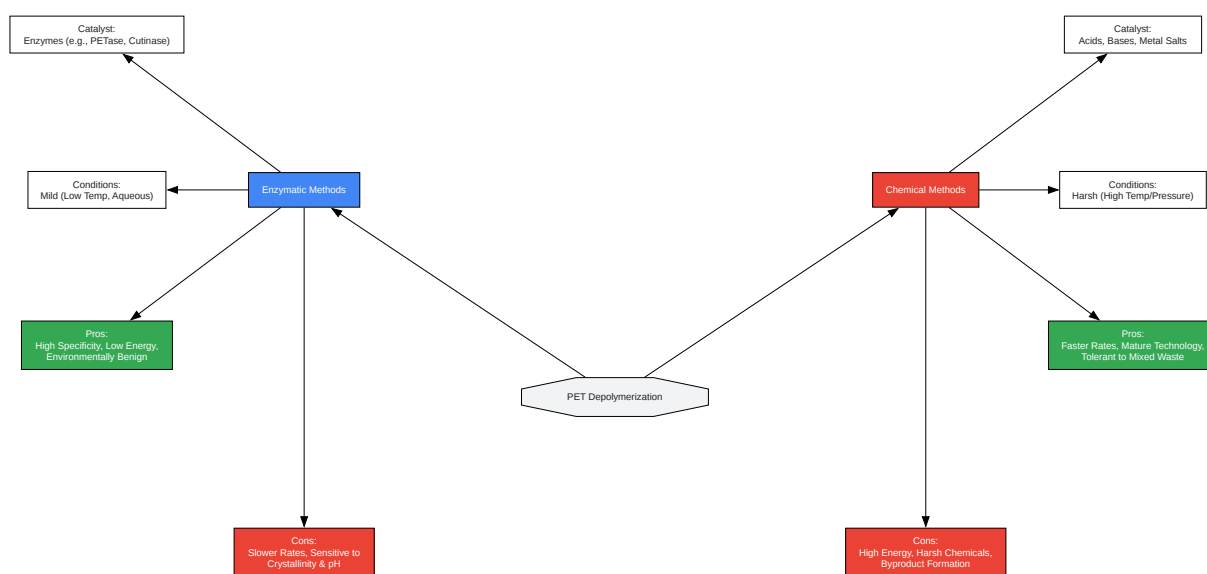 Catalyst:
Enzymes (e.g., PETase, Cutinase)
Catalyst:
Acids, Bases, Metal Salts
Conditions:
Mild (Low Temp, Aqueous)
Enzymatic Methods
Chemical Methods
Conditions:
Harsh (High Temp/Pressure)
Pros:
High Specificity, Low Energy,
Environmentally Benign
Pros:
Faster Rates, Mature Technology,
Tolerant to Mixed Waste
PET Depolymerization
Cons:
Slower Rates, Sensitive to
Crystallinity & pH
Cons:
High Energy, Harsh Chemicals,
Byproduct Formation